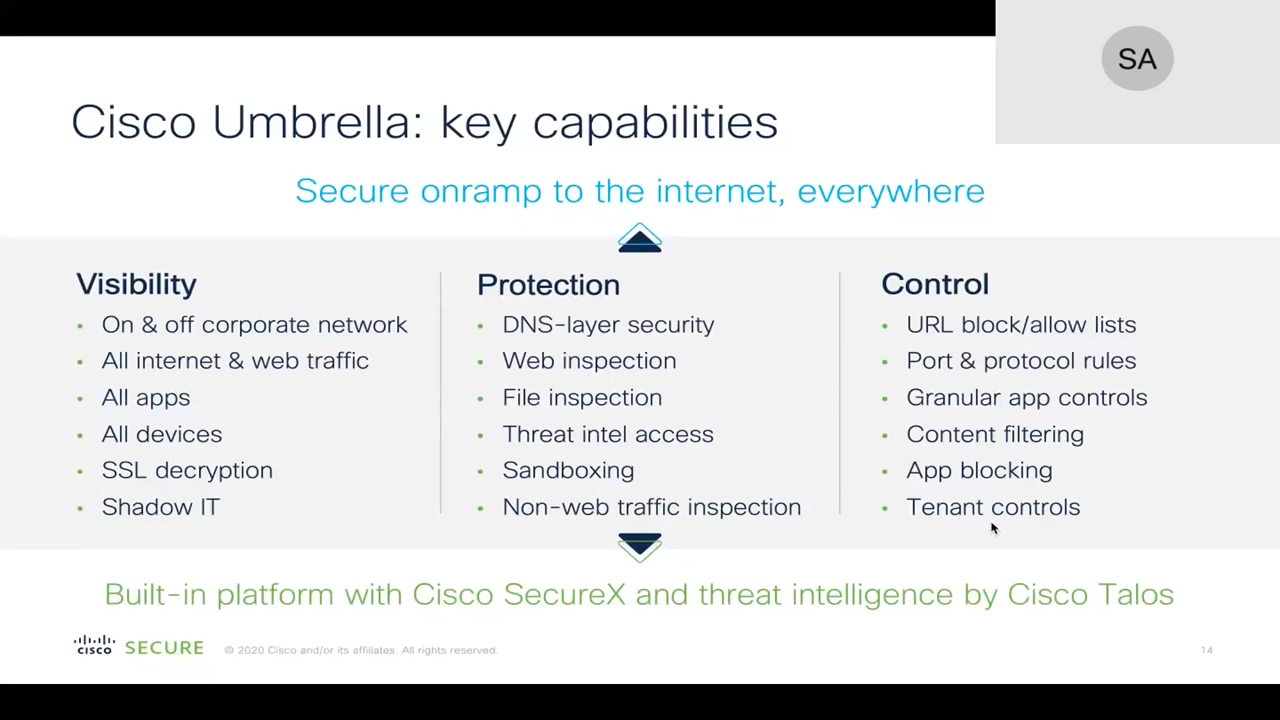 SA
Cisco Umbrella: key capabilities
Secure onramp to the internet, everywhere
Visibility
• On & off corporate network
• All internet & web traffic
• All apps
• All devices
• SSL decryption
• Shadow IT
Protection
• DNS-layer security
• Web inspection
• File inspection
• Threat intel access
• Sandboxing
• Non-web traffic inspection
Control
• URL block/allow lists
• Port & protocol rules
• Granular app controls
• Content filtering
• App blocking
• Tenant controls
Built-in platform with Cisco SecureX and threat intelligence by Cisco Talos
cisco SECURE © 2020 Cisco and/or its affiliates. All rights reserved. 14